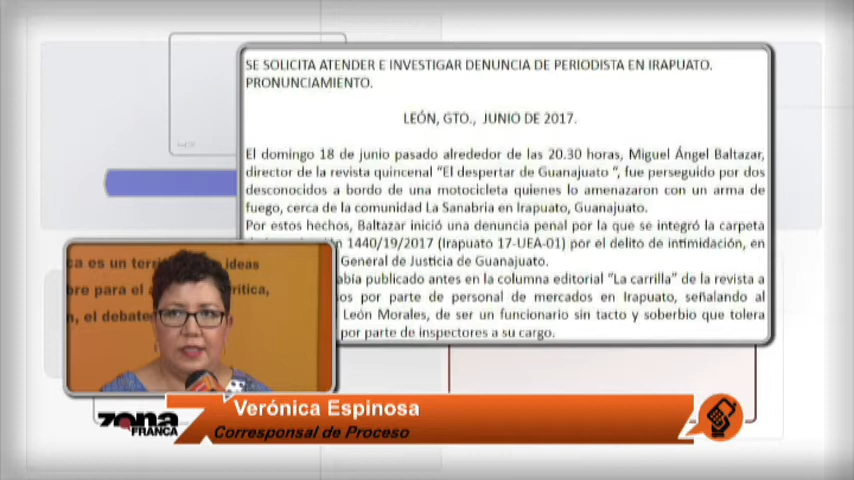 SE SOLICITA ATENDER E INVESTIGAR DENUNCIA DE PERIODISTA EN IRAPUATO.
PRONUNCIAMIENTO.
LEÓN, GTO., JUNIO DE 2017.
El domingo 18 de junio pasado alrededor de las 20.30 horas, Miguel Ángel Baltazar,
director de la revista quincenal "El despertar de Guanajuato ", fue perseguido por dos
desconocidos a bordo de una motocicleta quienes lo amenazaron con un arma de
fuego, cerca de la comunidad La Sanabria en Irapuato, Guanajuato.
Por estos hechos, Baltazar inició una denuncia penal por la que se integró la carpeta
1440/19/2017 (Irapuato 17-UEA-01) por el delito de intimidación, en
General de Justicia de Guanajuato.
publicado antes en la columna editorial "La carrilla" de la revista a
por parte de personal de mercados en Irapuato, señalando al
León Morales, de ser un funcionario sin tacto y soberbio que tolera
por parte de inspectores a su cargo.
ca es un ideas
para el
el
Verónica Espinosa
Corresponsal de Proceso
ZONA
FRANCA